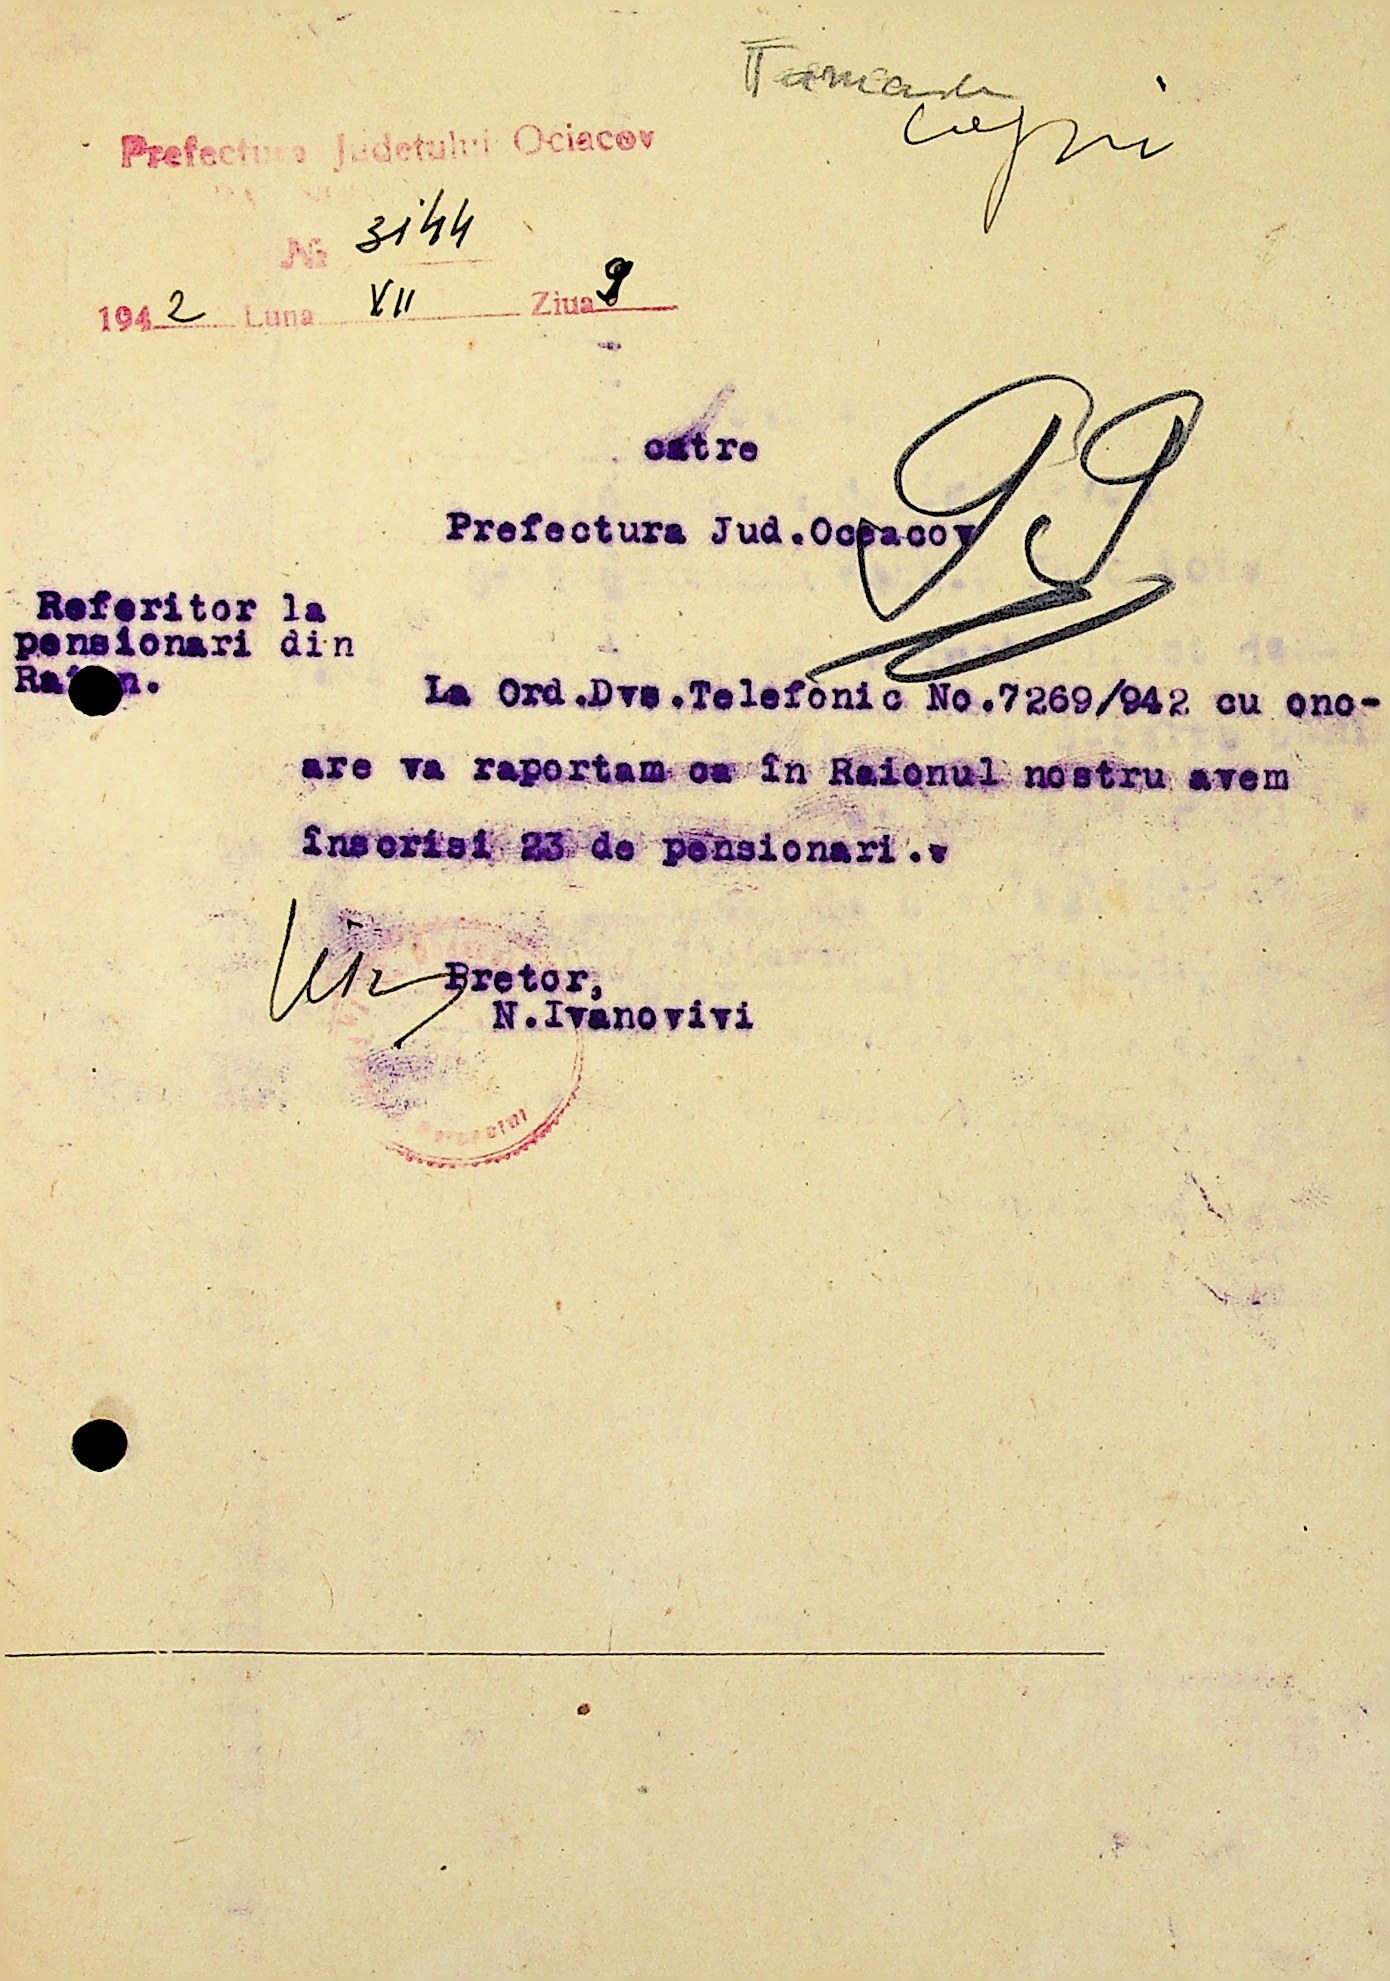 Prefectura Judetului Ociacov
№ 3144
1942 Luna VII Ziua 9
catre
99
Prefectura Jud.Oceacov
Referitor la
pensionari din
Raion.
La Ord.Dvs.Telefonic No.7269/942 cu ono-
are va raportam ca în Raionul nostru avem
înscrisi 23 de pensionari.
Pretor,
N.Ivanovivi